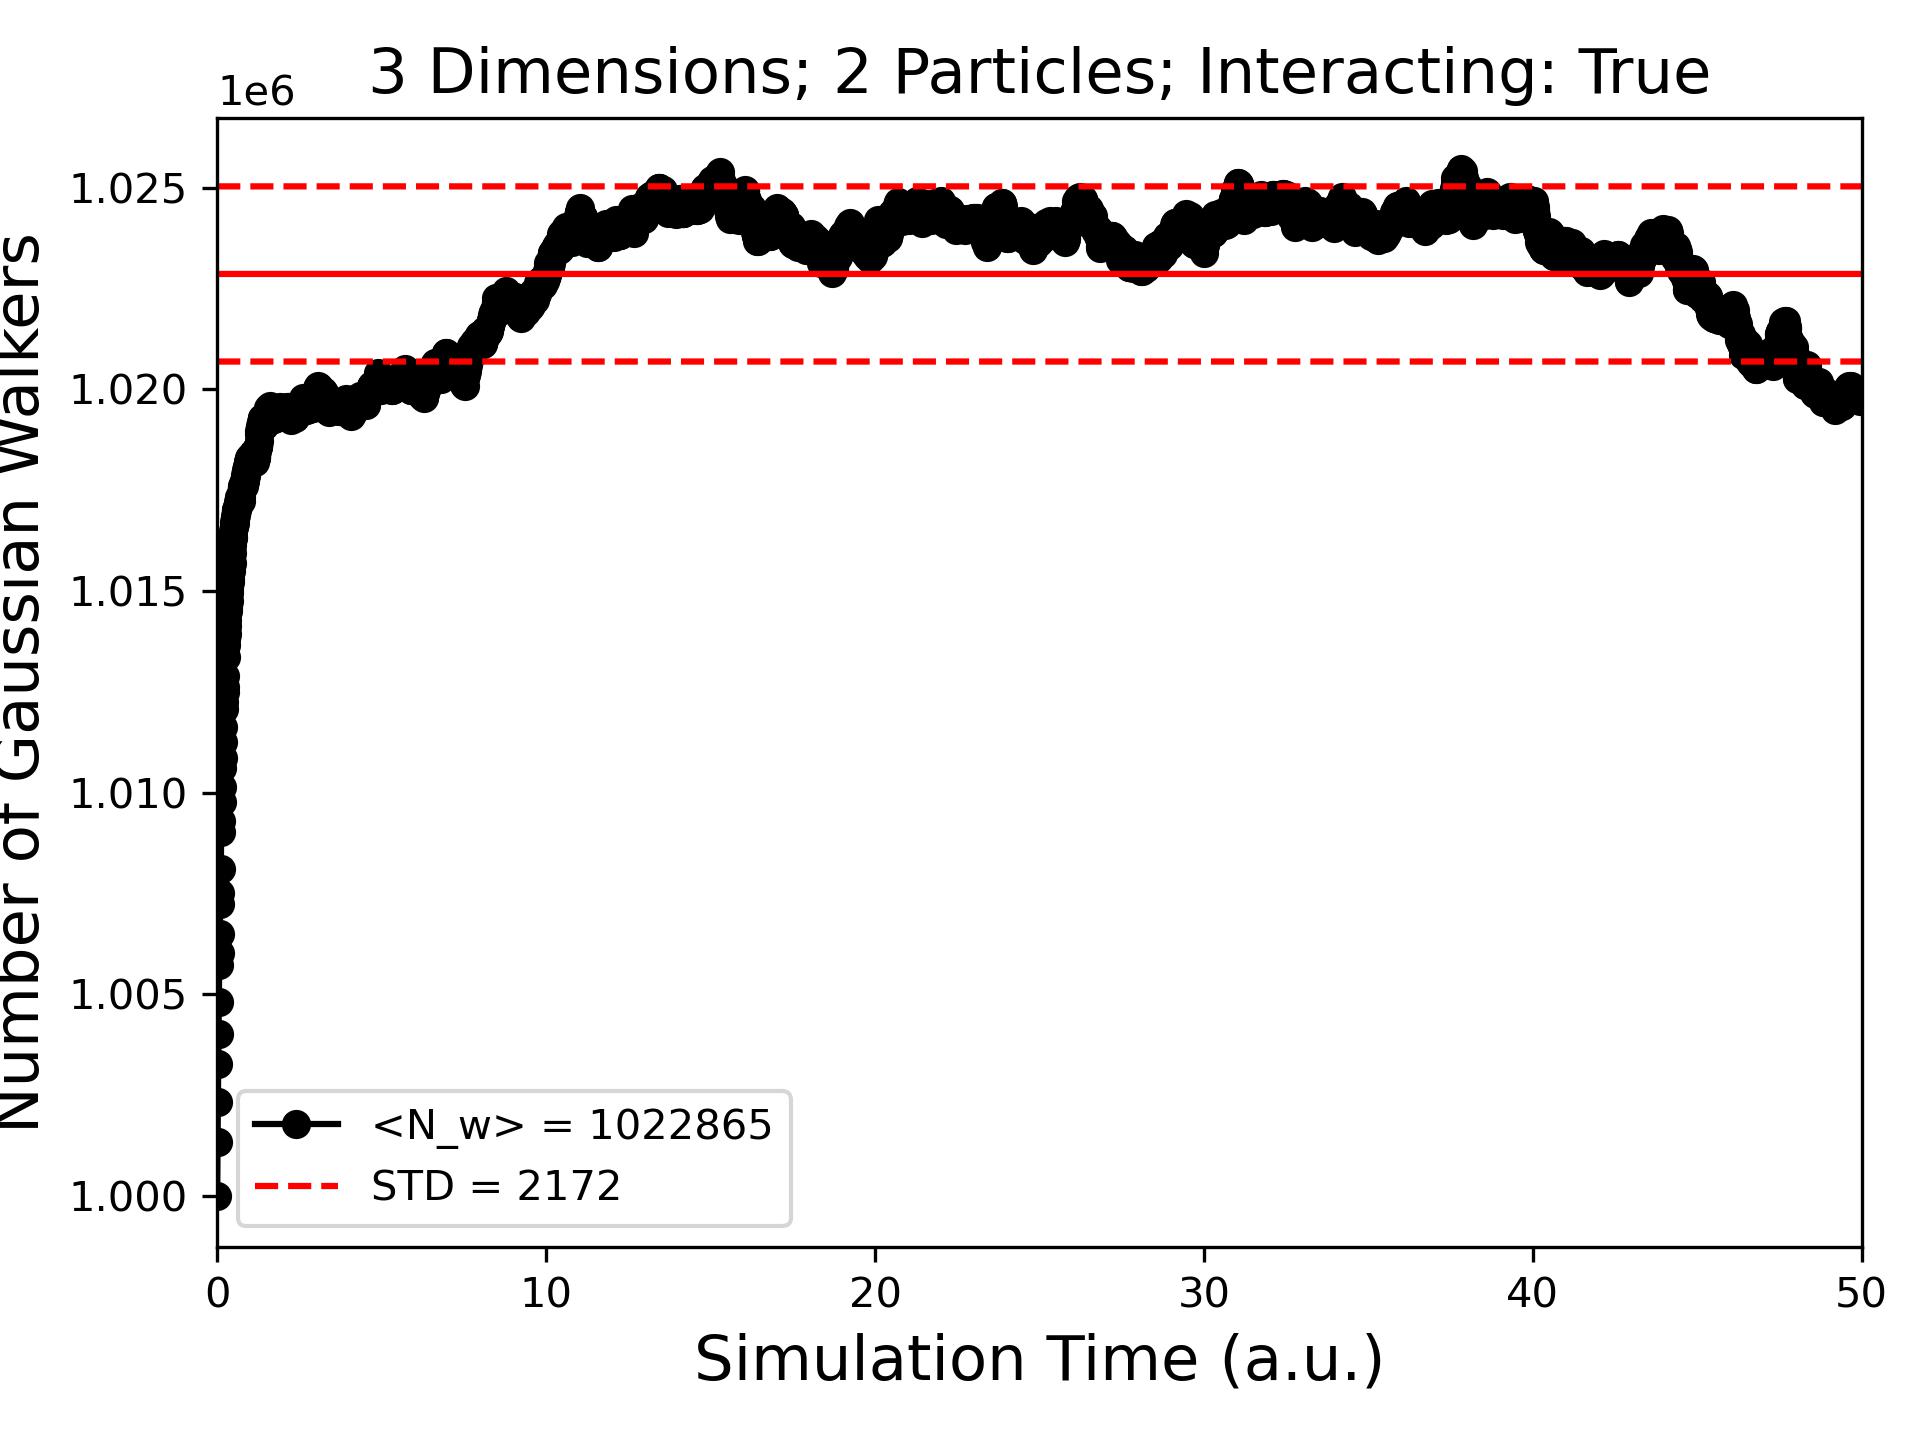 3 Dimensions; 2 Particles; Interacting: True
1e6
1.025
1.020
1.015
1.010
1.005
1.000
Number of Gaussian Walkers
<N_w> = 1022865
STD = 2172
0 10 20 30 40 50
Simulation Time (a.u.)